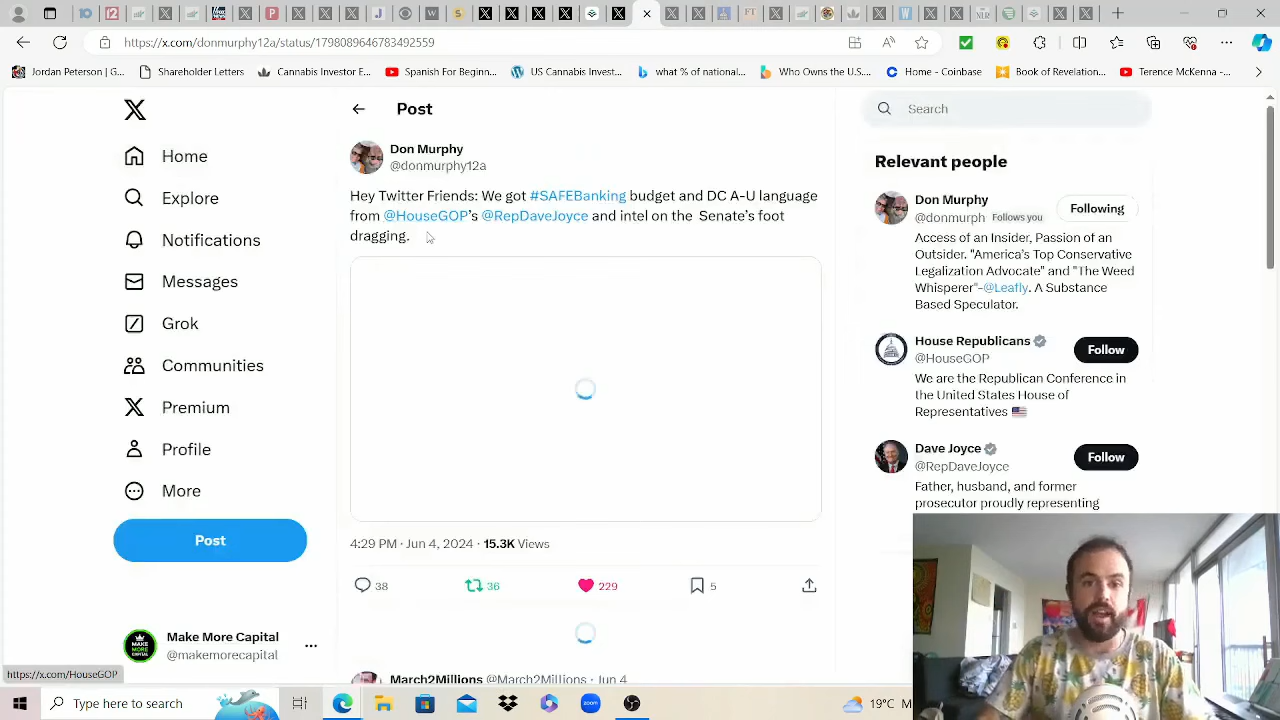 https://x.com/donmurphy12a/status/1798089646783492559
Jordan Peterson | G...
Shareholder Letters
Cannabis Investor E...
Spansh For Beginn...
US Cannabis Invest...
what % of national...
Who Owns the U.S...
Home - Coinbase
Book of Revelation...
Terence McKenna -...
Post
Search
Home
Explore
Notifications
Messages
Grok
Communities
Premium
Profile
More
Post
Make More Capital
@makemorecapital
https://x.com/HouseGOP
Don Murphy
@donmurphy12a
Hey Twitter Friends: We got #SAFEBanking budget and DC A-U language
from @HouseGOP’s @RepDaveJoyce and intel on the Senate’s foot
dragging.
4:29 PM · Jun 4, 2024 · 15.3K Views
38
36
229
5
March2Millions @March2Millions · Jun 4
Relevant people
Don Murphy
@donmurph Follows you
Following
Access of an Insider, Passion of an
Outsider. "America’s Top Conservative
Legalization Advocate" and "The Weed
Whisperer"-@Leafly. A Substance
Based Speculator.
House Republicans
@HouseGOP
Follow
We are the Republican Conference in
the United States House of
Representatives
Dave Joyce
@RepDaveJoyce
Follow
Father, husband, and former
prosecutor proudly representing
Type here to search
zoom
19°C M